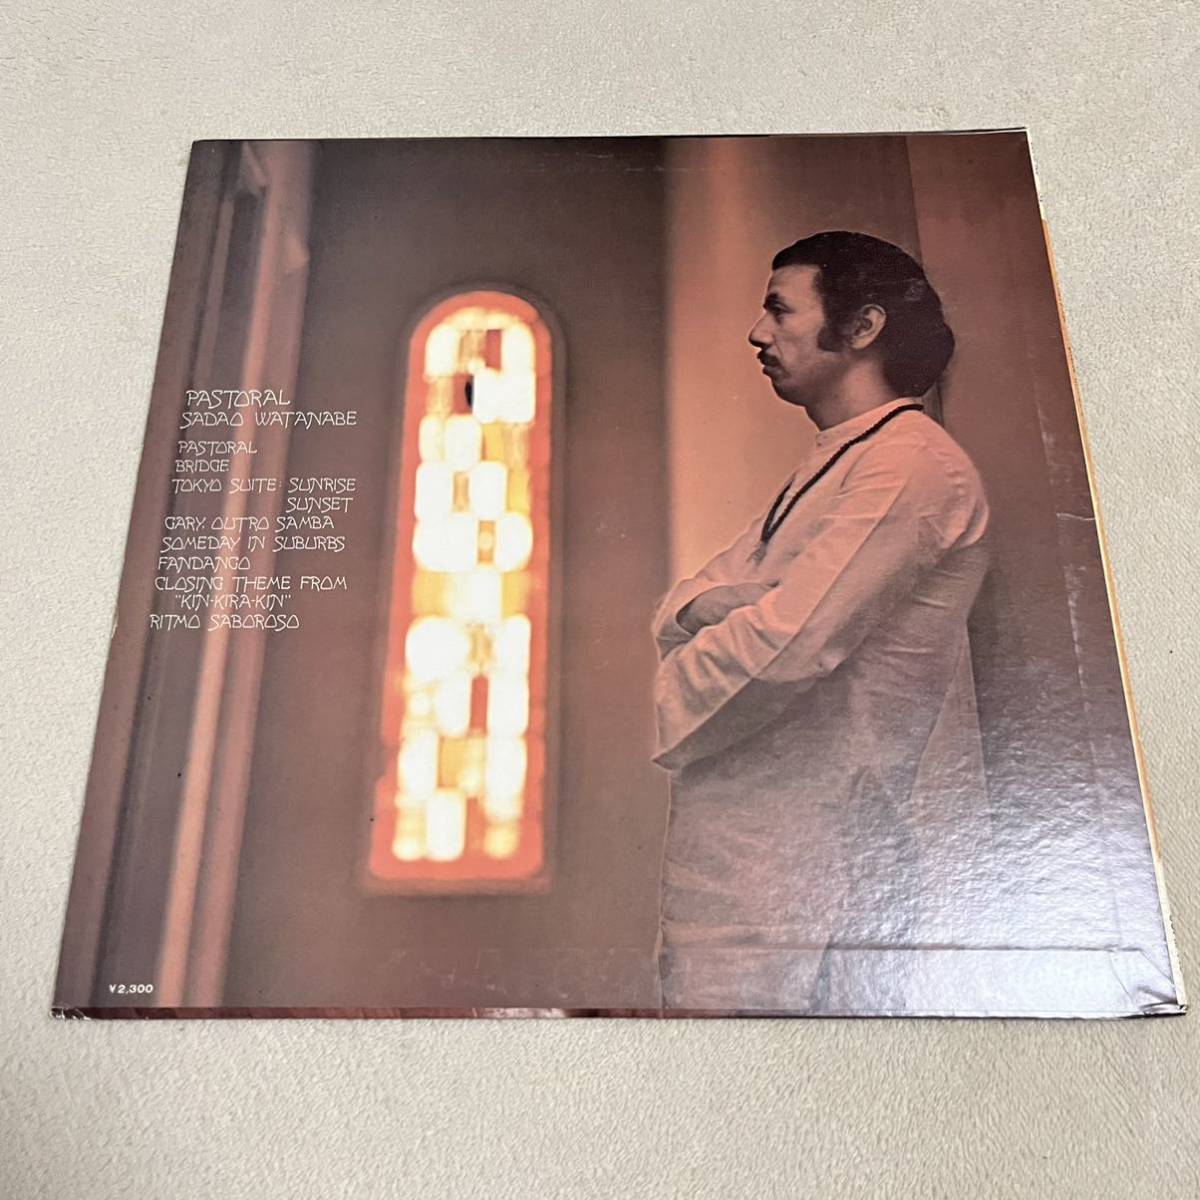 PASTORAL
SADAO WATANABE
PASTORAL
BRIDGE
TOKYO SUITE: SUNRISE
SUNSET
GARY, OUTRO SAMBA
SOMEDAY IN SUBURBS
FANDANGO
CLOSING THEME FROM
"KIN-KIRA-KIN"
RITMO SABOROSO
¥2,300